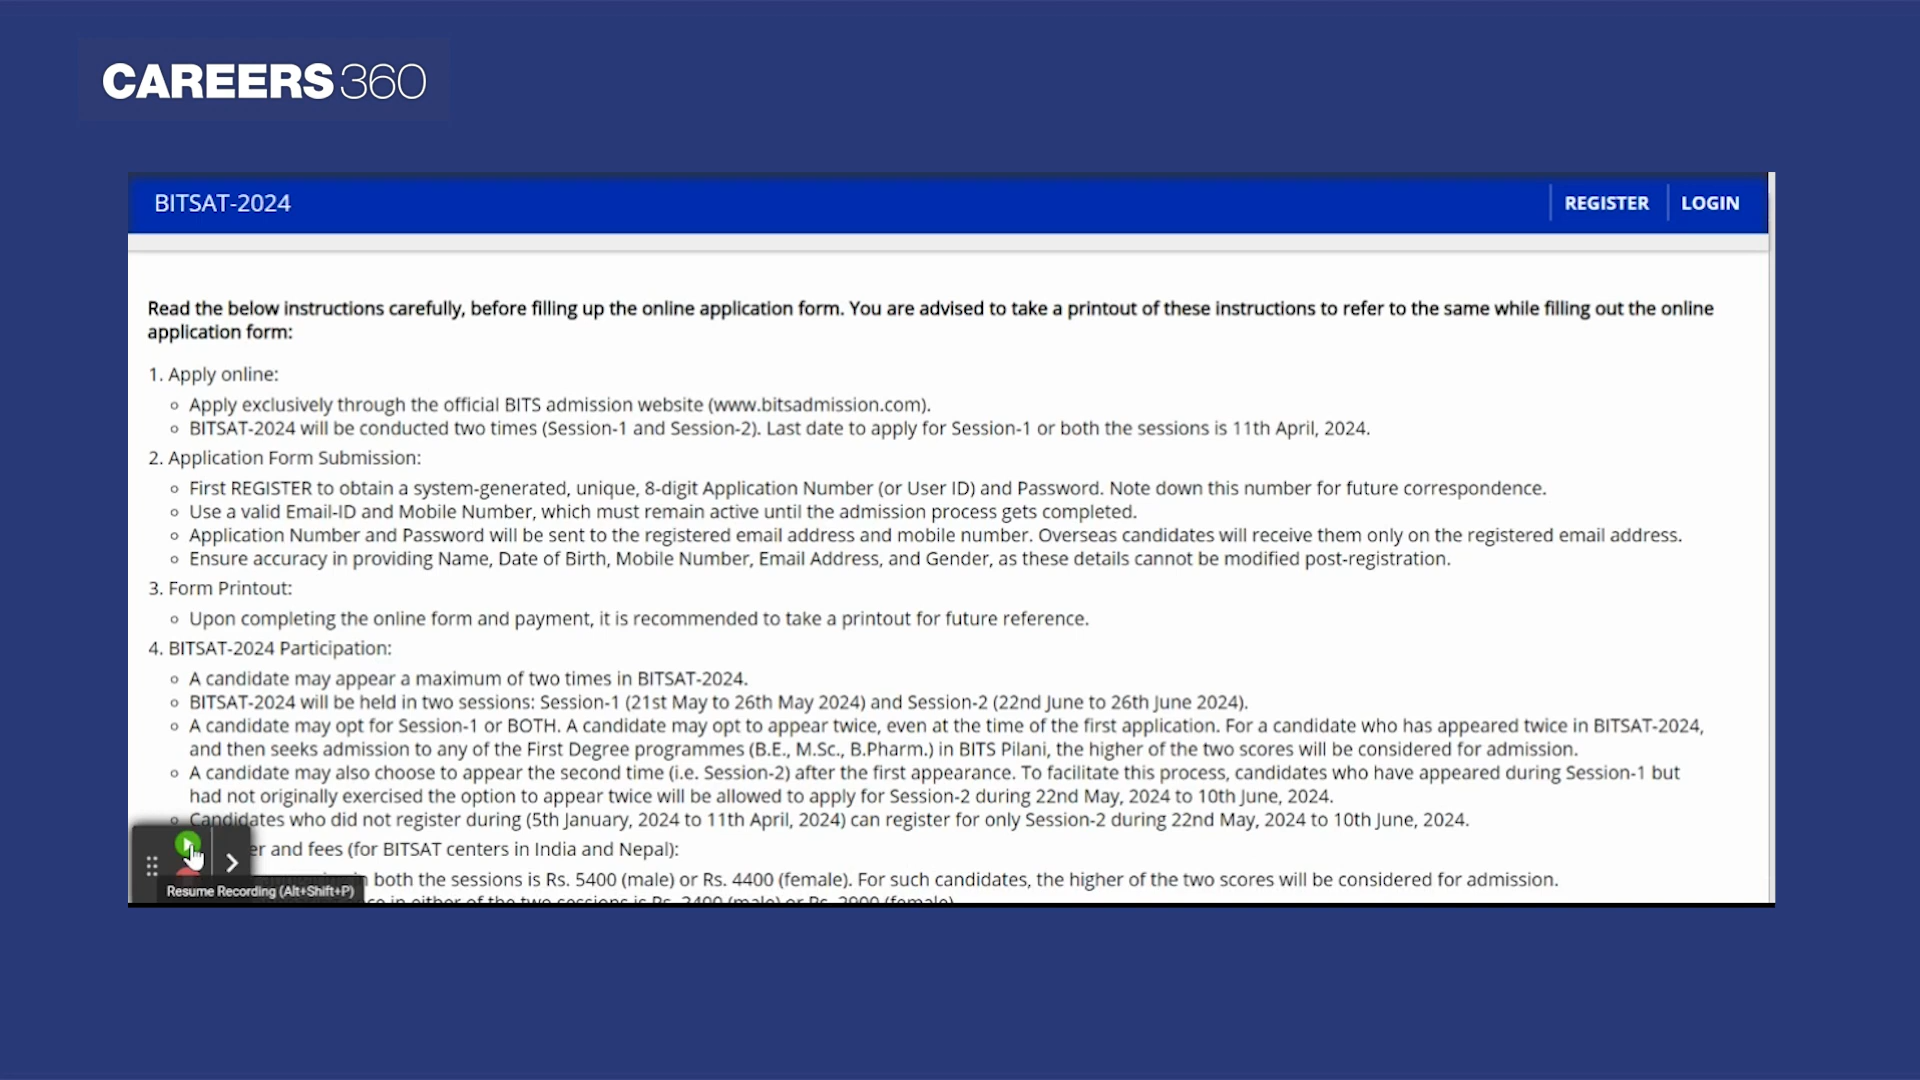 CAREERS360
BITSAT-2024
REGISTER
LOGIN
Read the below instructions carefully, before filling up the online application form. You are advised to take a printout of these instructions to refer to the same while filling out the online
application form:
1. Apply online:
Apply exclusively through the official BITS admission website (www.bitsadmission.com).
BITSAT-2024 will be conducted two times (Session-1 and Session-2). Last date to apply for Session-1 or both the sessions is 11th April, 2024.
2. Application Form Submission:
First REGISTER to obtain a system-generated, unique, 8-digit Application Number (or User ID) and Password. Note down this number for future correspondence.
Use a valid Email-ID and Mobile Number, which must remain active until the admission process gets completed.
Application Number and Password will be sent to the registered email address and mobile number. Overseas candidates will receive them only on the registered email address.
Ensure accuracy in providing Name, Date of Birth, Mobile Number, Email Address, and Gender, as these details cannot be modified post-registration.
3. Form Printout:
Upon completing the online form and payment, it is recommended to take a printout for future reference.
4. BITSAT-2024 Participation:
A candidate may appear a maximum of two times in BITSAT-2024.
BITSAT-2024 will be held in two sessions: Session-1 (21st May to 26th May 2024) and Session-2 (22nd June to 26th June 2024).
A candidate may opt for Session-1 or BOTH. A candidate may opt to appear twice, even at the time of the first application. For a candidate who has appeared twice in BITSAT-2024,
and then seeks admission to any of the First Degree programmes (B.E., M.Sc., B.Pharm.) in BITS Pilani, the higher of the two scores will be considered for admission.
A candidate may also choose to appear the second time (i.e. Session-2) after the first appearance. To facilitate this process, candidates who have appeared during Session-1 but
had not originally exercised the option to appear twice will be allowed to apply for Session-2 during 22nd May, 2024 to 10th June, 2024.
Candidates who did not register during (5th January, 2024 to 11th April, 2024) can register for only Session-2 during 22nd May, 2024 to 10th June, 2024.
and fees (for BITSAT centers in India and Nepal):
both the sessions is Rs. 5400 (male) or Rs. 4400 (female). For such candidates, the higher of the two scores will be considered for admission.
Resume Recording (Alt+Shift+P)
in either of the two sessions is Rs. 3400 (male) or Rs. 2900 (female)